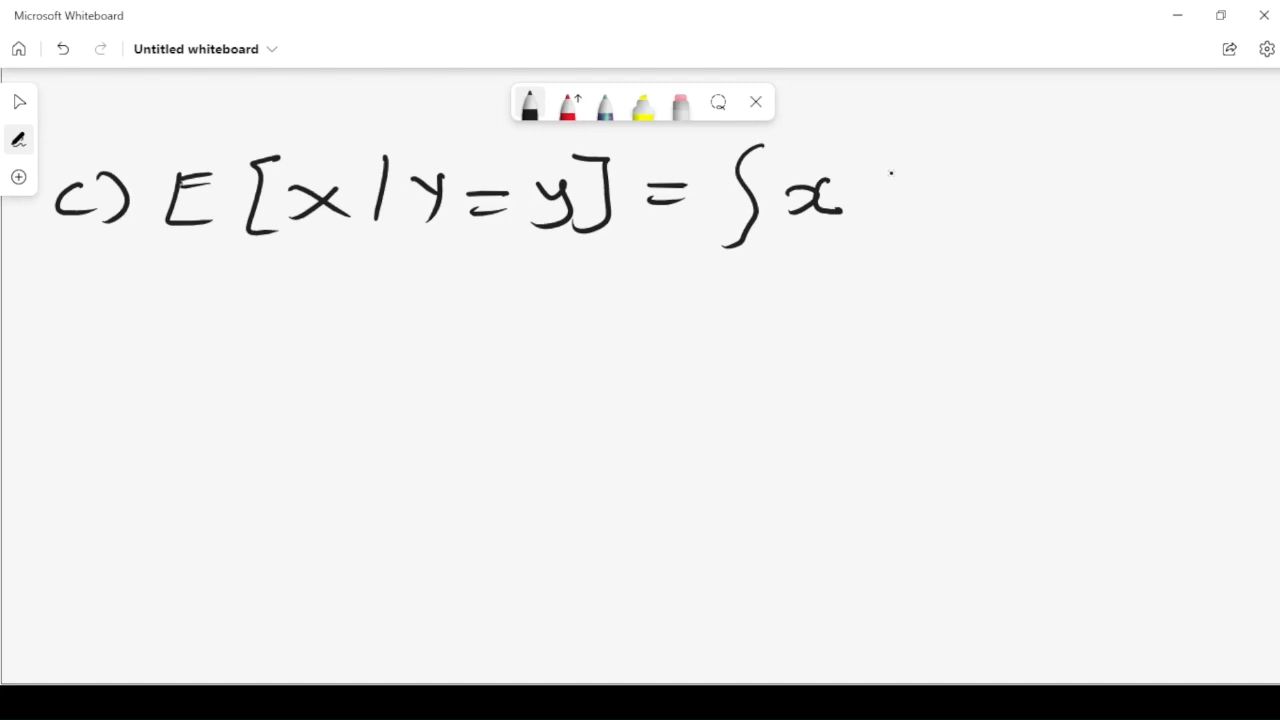 Microsoft Whiteboard
Untitled whiteboard
c) E [x | y = y] = ∫ x